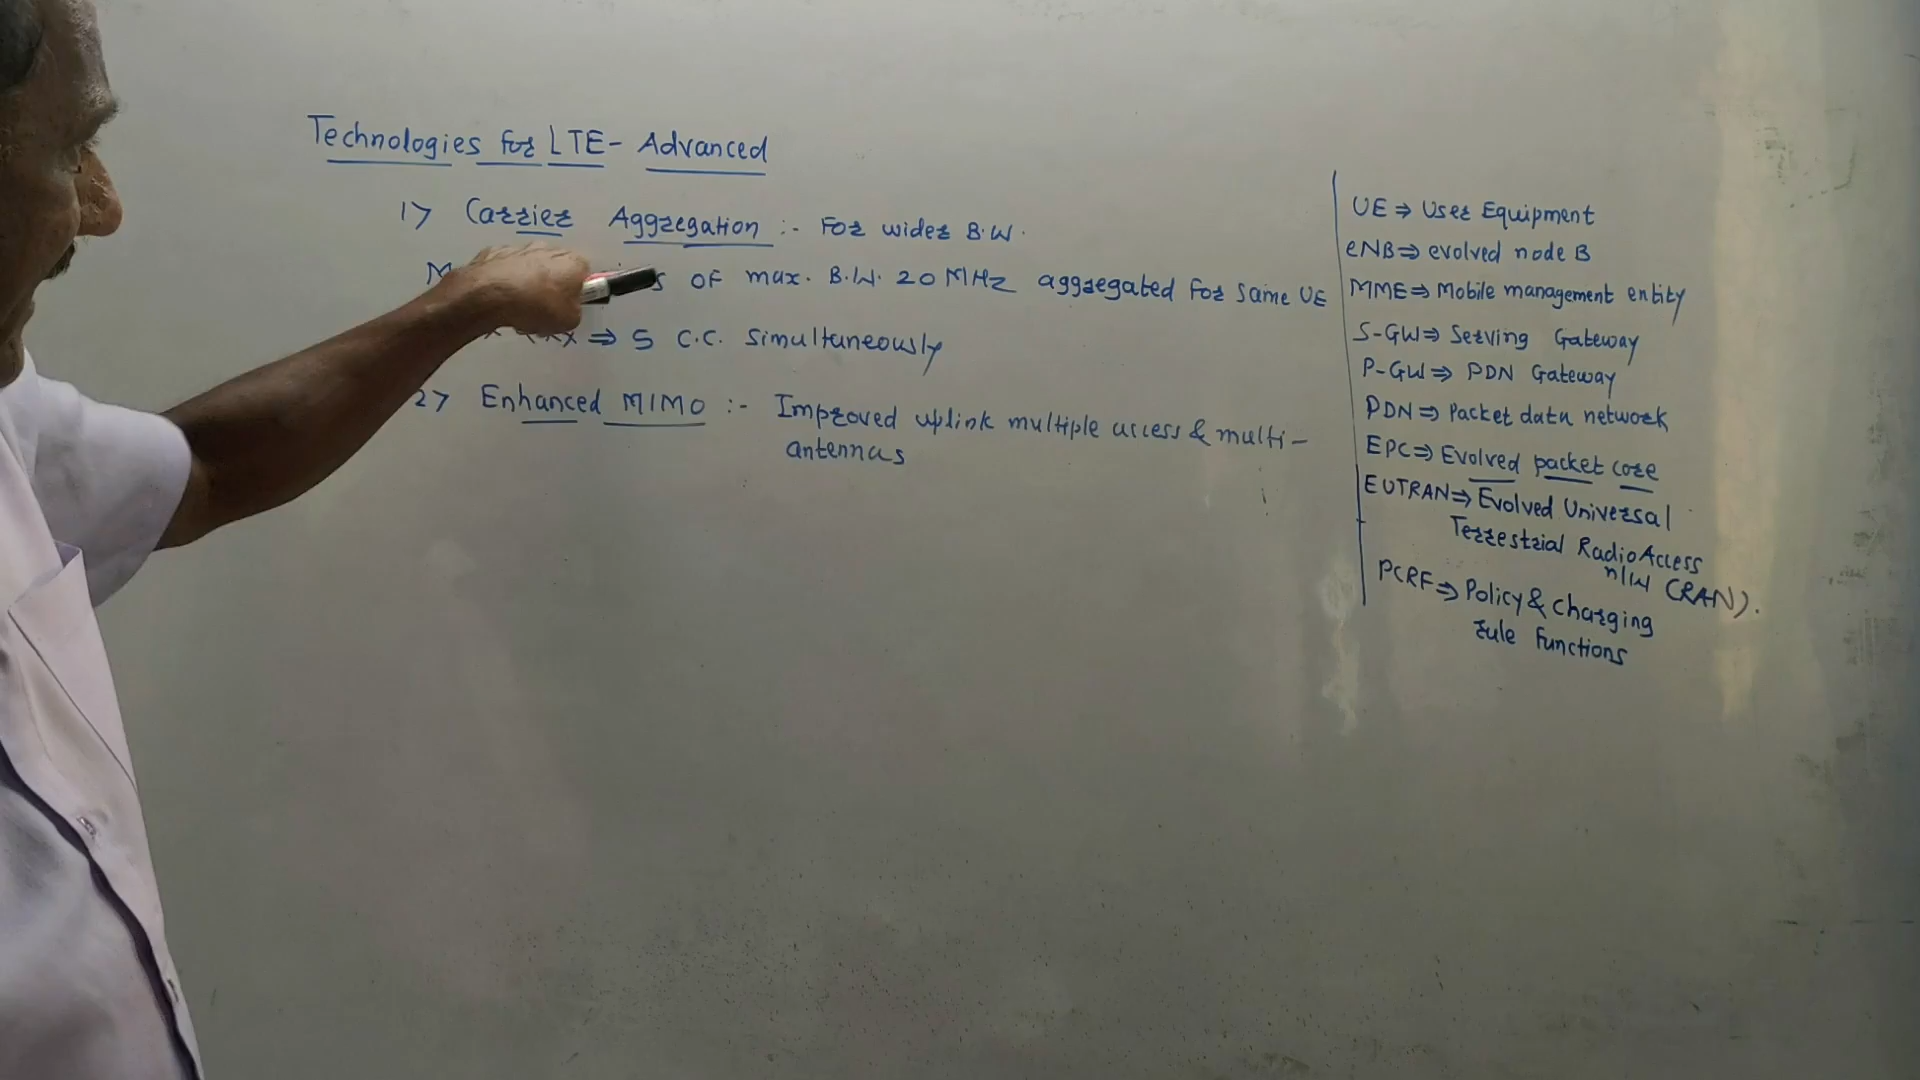 Technologies for LTE- Advanced
1> Carrier Aggregation :- For wider B.W.
of max. B.W. 20 MHz aggregated for same UE
⇒ 5 C.C. simultaneously
2> Enhanced MIMO :- Improved uplink multiple access & multi-
antennas
UE ⇒ User Equipment
eNB ⇒ evolved node B
MME ⇒ Mobile management entity
S-GW ⇒ Serving Gateway
P-GW ⇒ PDN Gateway
PDN ⇒ Packet data network
EPC ⇒ Evolved packet core
EUTRAN ⇒ Evolved Universal
Terrestrial Radio Access
n/w (RAN).
PCRF ⇒ Policy & charging
rule functions